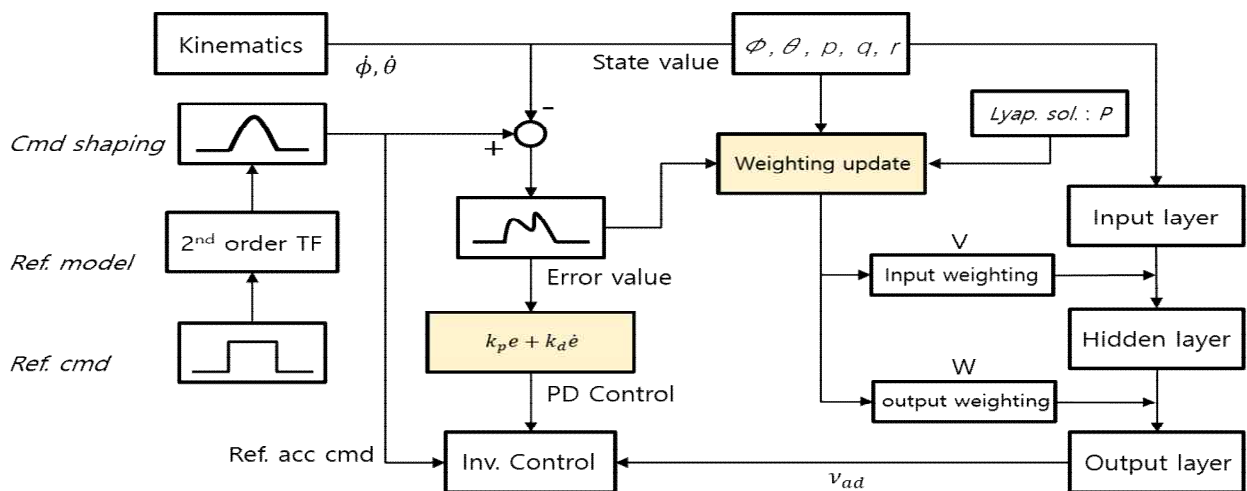 Kinematics
ϕ̇, θ̇
State value
Φ, θ, p, q, r
Lyap. sol. : P
Cmd shaping
-
+
Weighting update
Input layer
2nd order TF
Ref. model
Error value
V
Input weighting
Ref. cmd
k_p e + k_d ė
Hidden layer
PD Control
W
output weighting
Ref. acc cmd
Inv. Control
ν_ad
Output layer